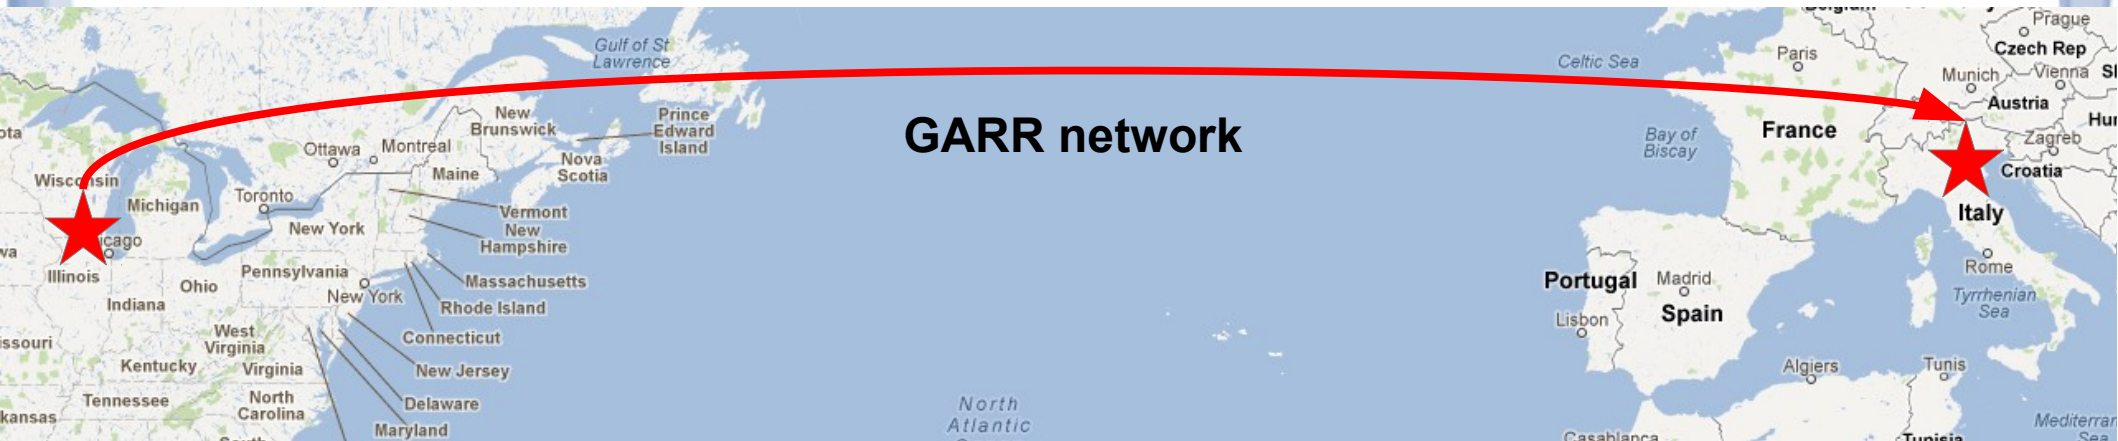 Gulf of St
Lawrence
New
Brunswick
Prince
Edward
Island
Nova
Scotia
Ottawa
Montreal
Maine
Wisconsin
Michigan
Toronto
New York
Vermont
New
Hampshire
Massachusetts
Rhode Island
Connecticut
New Jersey
Delaware
Maryland
Illinois
Indiana
Ohio
Pennsylvania
New York
West
Virginia
Kentucky
Virginia
Tennessee
North
Carolina
GARR network
North
Atlantic
Celtic Sea
Paris
Prague
Czech Rep
Munich
Vienna
Austria
France
Bay of
Biscay
Zagreb
Croatia
Italy
Rome
Tyrrhenian
Sea
Portugal
Madrid
Spain
Lisbon
Algiers
Tunis
Casablanca
Tunisia